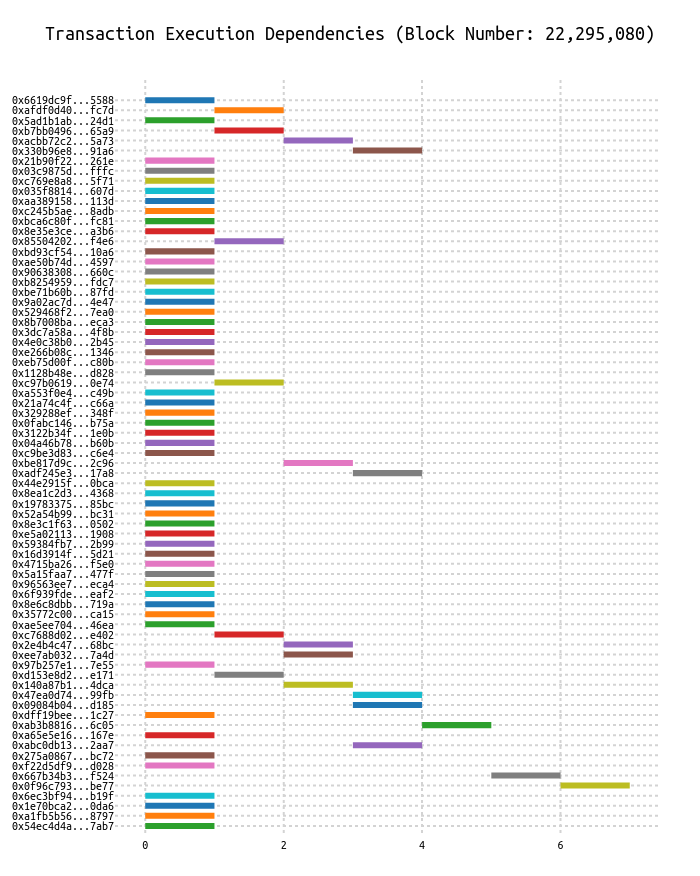 Transaction Execution Dependencies (Block Number: 22,295,080)
0x6619dc9f...5588
0xafdf0d40...fc7d
0x5ad1b1ab...24d1
0xb7bb0496...65a9
0xacbb72c2...5a73
0x330b96e8...91a6
0x21b90f22...261e
0x03c9875d...fffc
0xc769e8a8...5f71
0x035f8814...607d
0xaa389158...113d
0xc245b5ae...8adb
0xbca6c80f...fc81
0x8e35e3ce...a3b6
0x85504202...f4e6
0xbd93cf54...10a6
0xae50b74d...4597
0x90638308...660c
0xb8254959...fdc7
0xbe71b60b...87fd
0x9a02ac7d...4e47
0x529468f2...7ea0
0x8b7008ba...eca3
0x3dc7a58a...4f8b
0x4e0c38b0...2b45
0xe266b08c...1346
0xeb75d00f...c80b
0x1128b48e...d828
0xc97b0619...0e74
0xa553f0e4...c49b
0x21a74c4f...c66a
0x329288ef...348f
0x0fabc146...b75a
0x3122b34f...1e0b
0x04a46b78...b60b
0xc9be3d83...c6e4
0xbe817d9c...2c96
0xadf245e3...17a8
0x44e2915f...0bca
0x8ea1c2d3...4368
0x19783375...85bc
0x52a54b99...bc31
0x8e3c1f63...0502
0xe5a02113...1908
0x59384fb7...2b99
0x16d3914f...5d21
0x4715ba26...f5e0
0x5a15faa7...477f
0x96563ee7...eca4
0x6f939fde...eaf2
0x8e6c8dbb...719a
0x35772c00...ca15
0xae5ee704...46ea
0xc7688d02...e402
0x2e4b4c47...68bc
0xee7ab032...7a4d
0x97b257e1...7e55
0xd153e8d2...e171
0x140a87b1...4dca
0x47ea0d74...99fb
0x09084b04...d185
0xdff19bee...1c27
0xab3b8816...6c05
0xa65e5e16...167e
0xabc0db13...2aa7
0x275a0867...bc72
0xf22d5df9...d028
0x667b34b3...f524
0x0f96c793...be77
0x6ec3bf94...b19f
0x1e70bca2...0da6
0xa1fb5b56...8797
0x54ec4d4a...7ab7
0 2 4 6